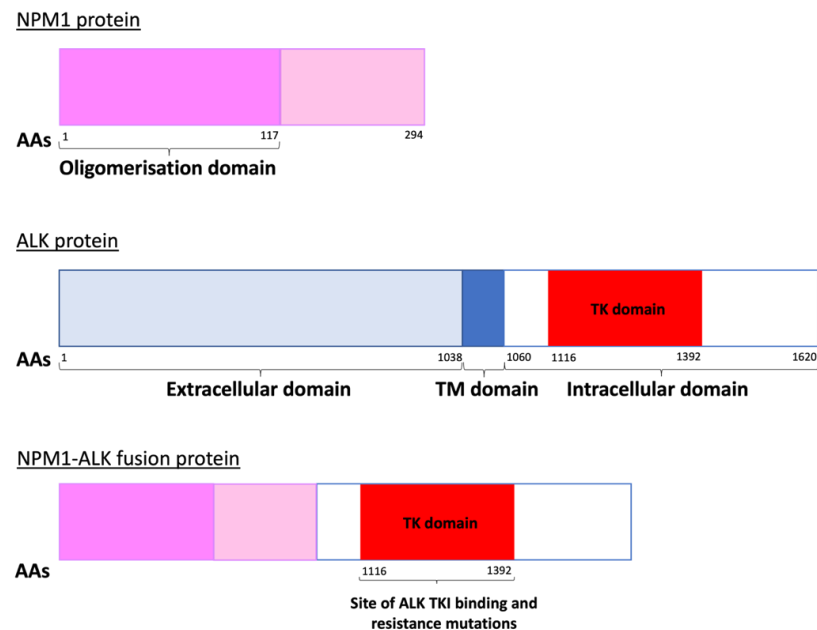 NPM1 protein
AAs 1 117 294
Oligomerisation domain
ALK protein
TK domain
AAs 1 1038 1060 1116 1392 1620
Extracellular domain TM domain Intracellular domain
NPM1-ALK fusion protein
TK domain
AAs 1116 1392
Site of ALK TKI binding and
resistance mutations